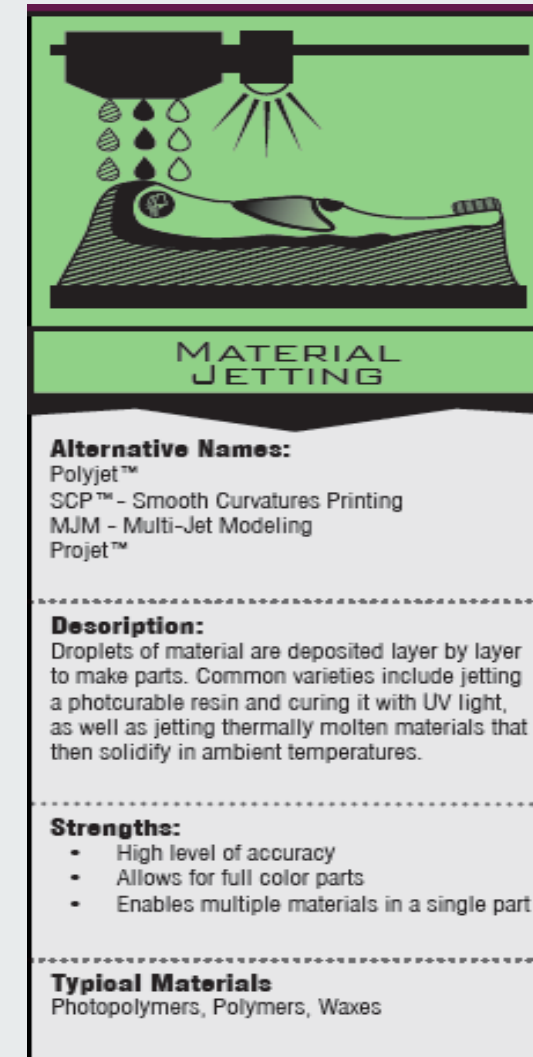 MATERIAL
JETTING
Alternative Names:
Polyjet™
SCP™ - Smooth Curvatures Printing
MJM - Multi-Jet Modeling
Projet™
Description:
Droplets of material are deposited layer by layer
to make parts. Common varieties include jetting
a photcurable resin and curing it with UV light,
as well as jetting thermally molten materials that
then solidify in ambient temperatures.
Strengths:
• High level of accuracy
• Allows for full color parts
• Enables multiple materials in a single part
Typical Materials
Photopolymers, Polymers, Waxes